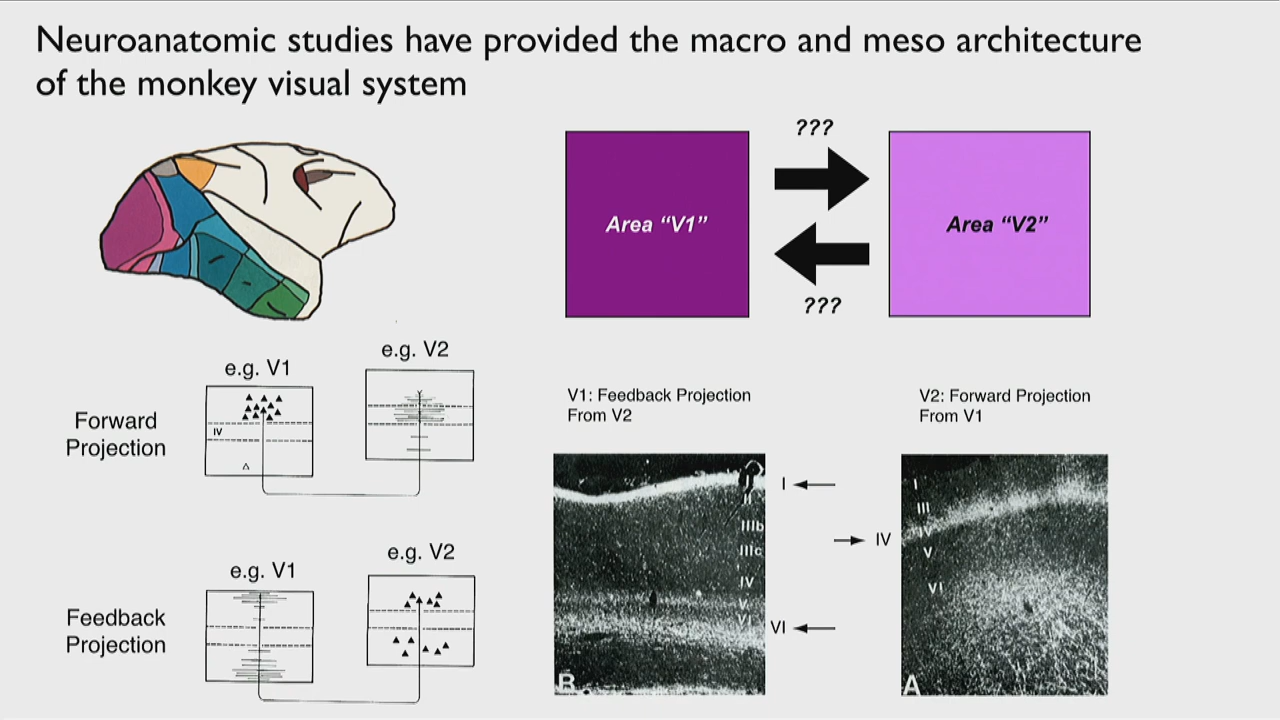 Neuroanatomic studies have provided the macro and meso architecture
of the monkey visual system
???
Area “V1”
Area “V2”
???
e.g. V1
e.g. V2
Forward
Projection
IV
e.g. V1
e.g. V2
Feedback
Projection
V1: Feedback Projection
From V2
V2: Forward Projection
From V1
I
II
IIIb
IIIc
IV
V
VI
B
I
III
IV
IV
V
VI
A